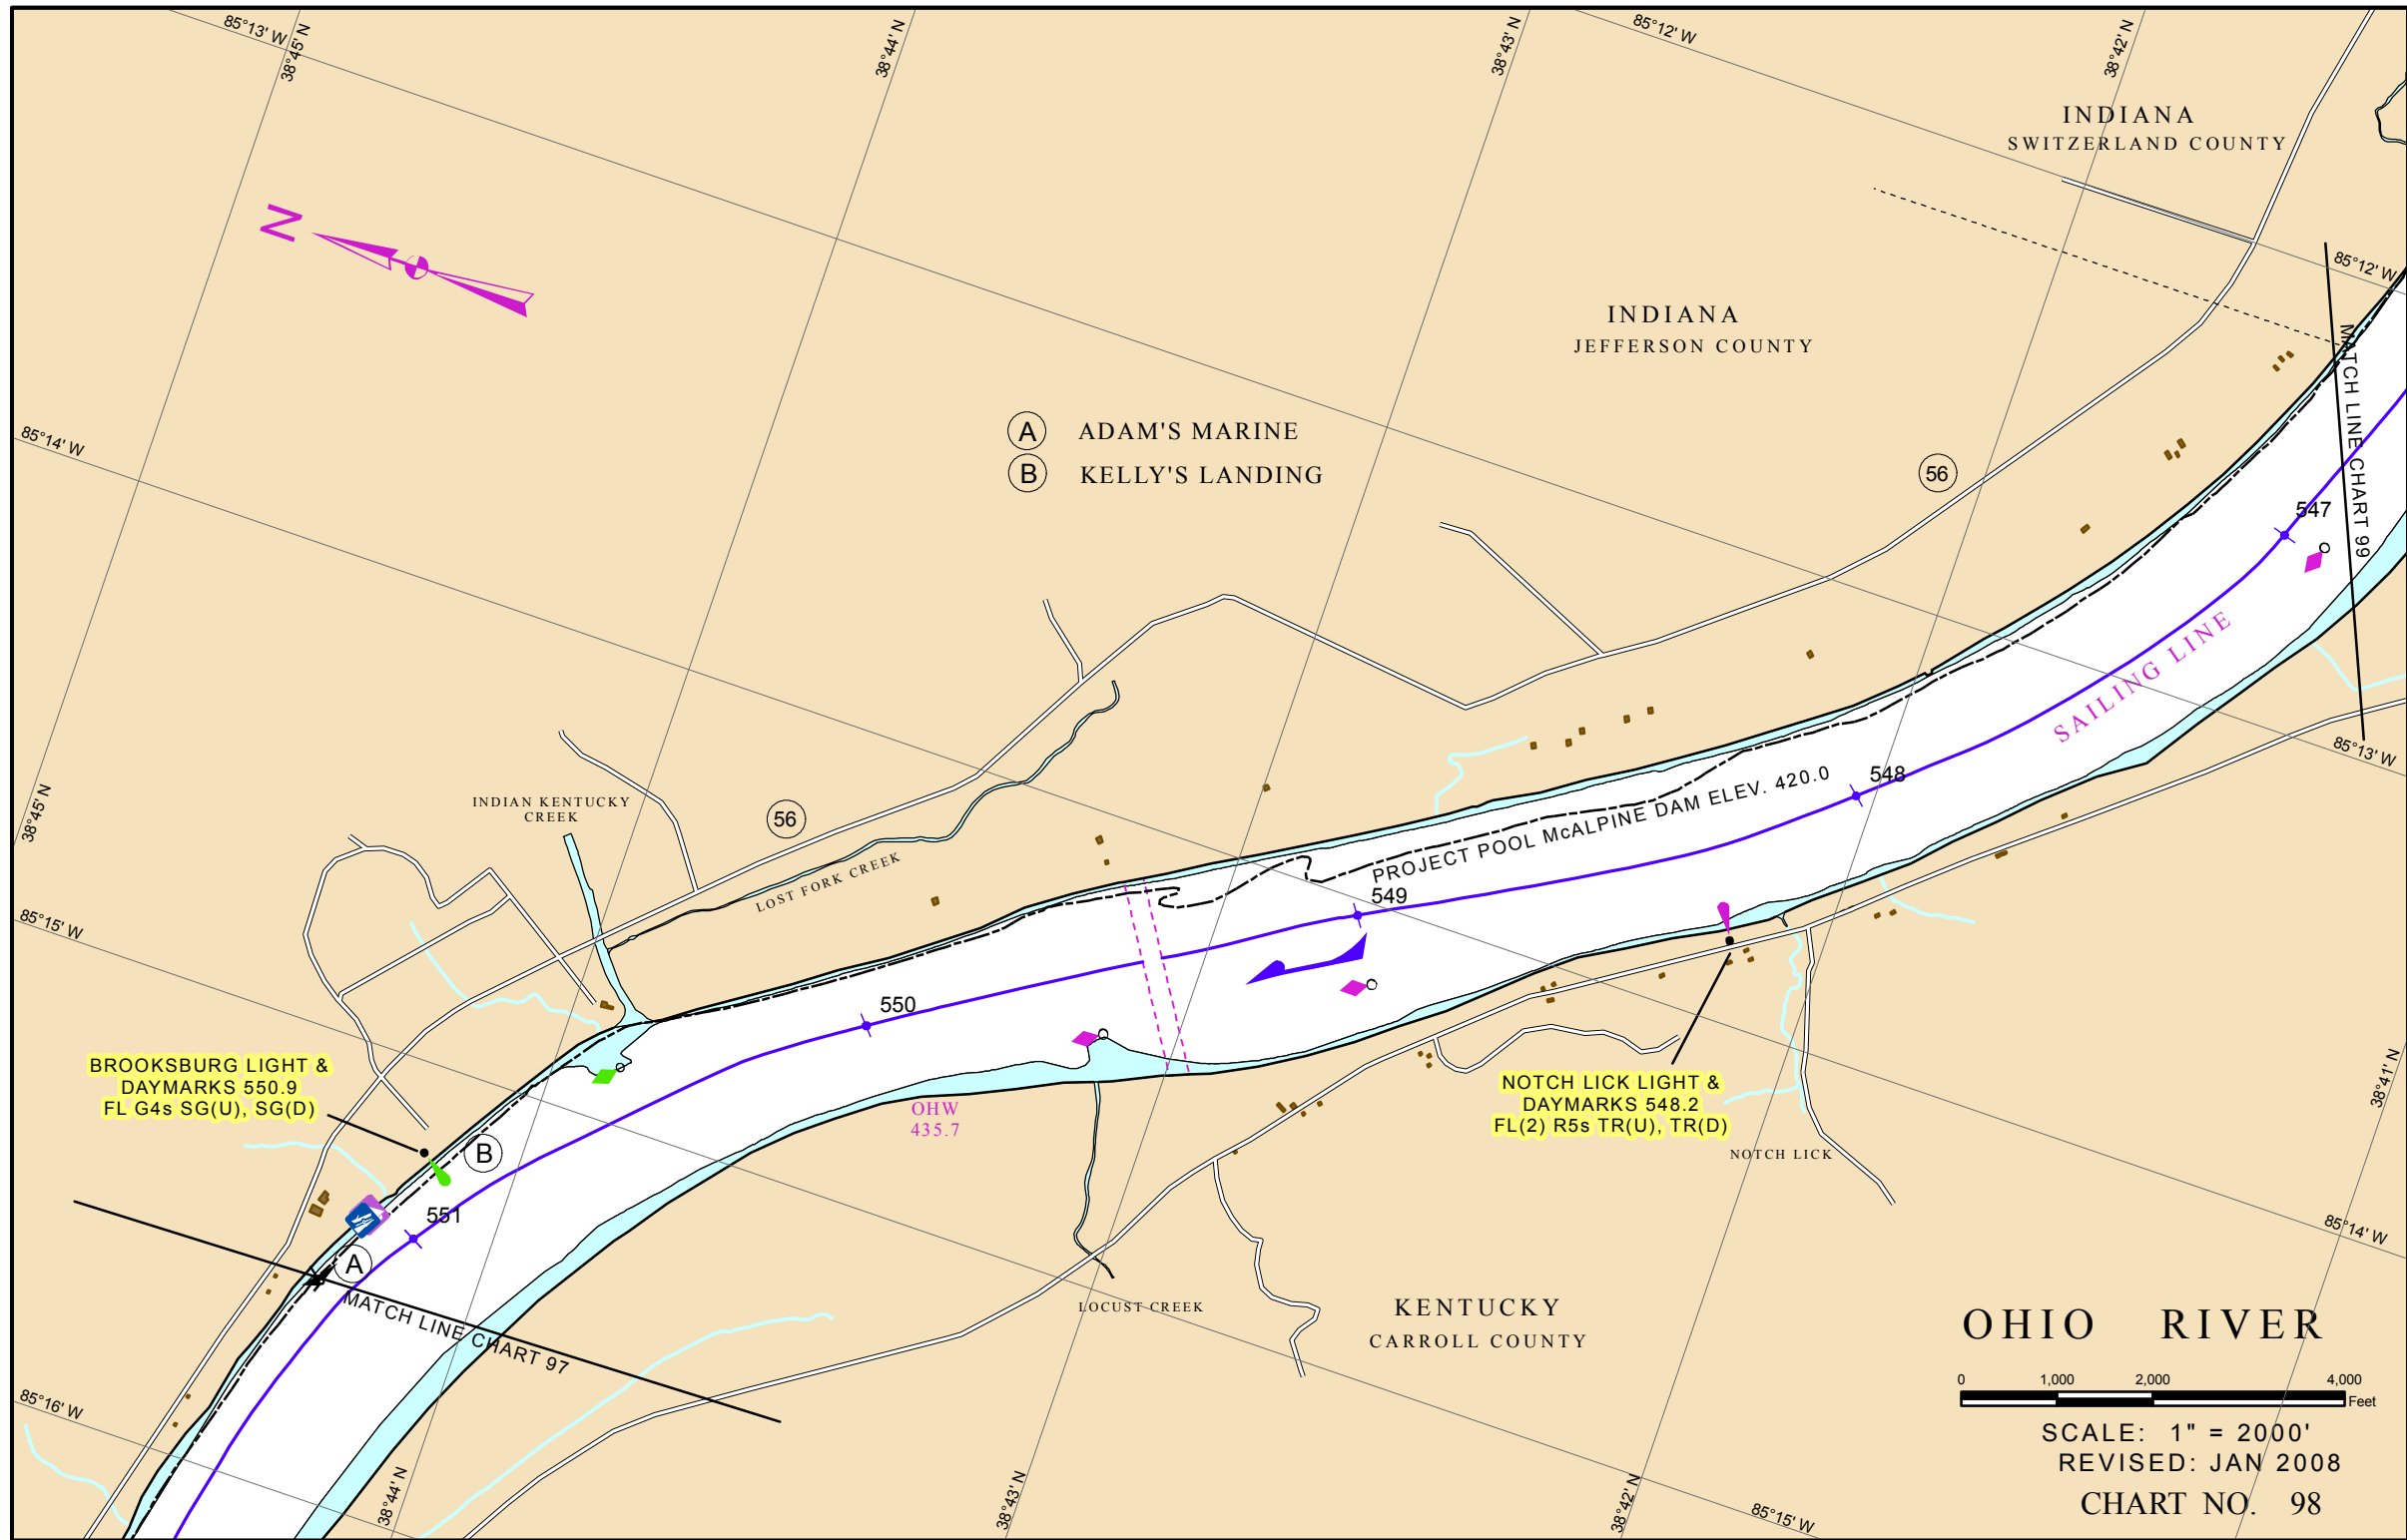 85°13' W
38°45' N
38°44' N
38°43' N
85°12' W
38°42' N
INDIANA
SWITZERLAND COUNTY
N
85°12' W
INDIANA
JEFFERSON COUNTY
MATCH LINE CHART 99
A ADAM'S MARINE
B KELLY'S LANDING
85°14' W
56
547
SAILING LINE
85°13' W
548
PROJECT POOL McALPINE DAM ELEV. 420.0
38°45' N
INDIAN KENTUCKY
CREEK
56
LOST FORK CREEK
549
85°15' W
550
BROOKSBURG LIGHT &
DAYMARKS 550.9
FL G4s SG(U), SG(D)
OHW
435.7
NOTCH LICK LIGHT &
DAYMARKS 548.2
FL(2) R5s TR(U), TR(D)
38°41' N
B
NOTCH LICK
551
85°14' W
A
MATCH LINE CHART 97
LOCUST CREEK
KENTUCKY
CARROLL COUNTY
85°16' W
38°44' N
38°43' N
38°42' N
85°15' W
OHIO RIVER
0 1,000 2,000 4,000
Feet
SCALE: 1" = 2000'
REVISED: JAN 2008
CHART NO. 98